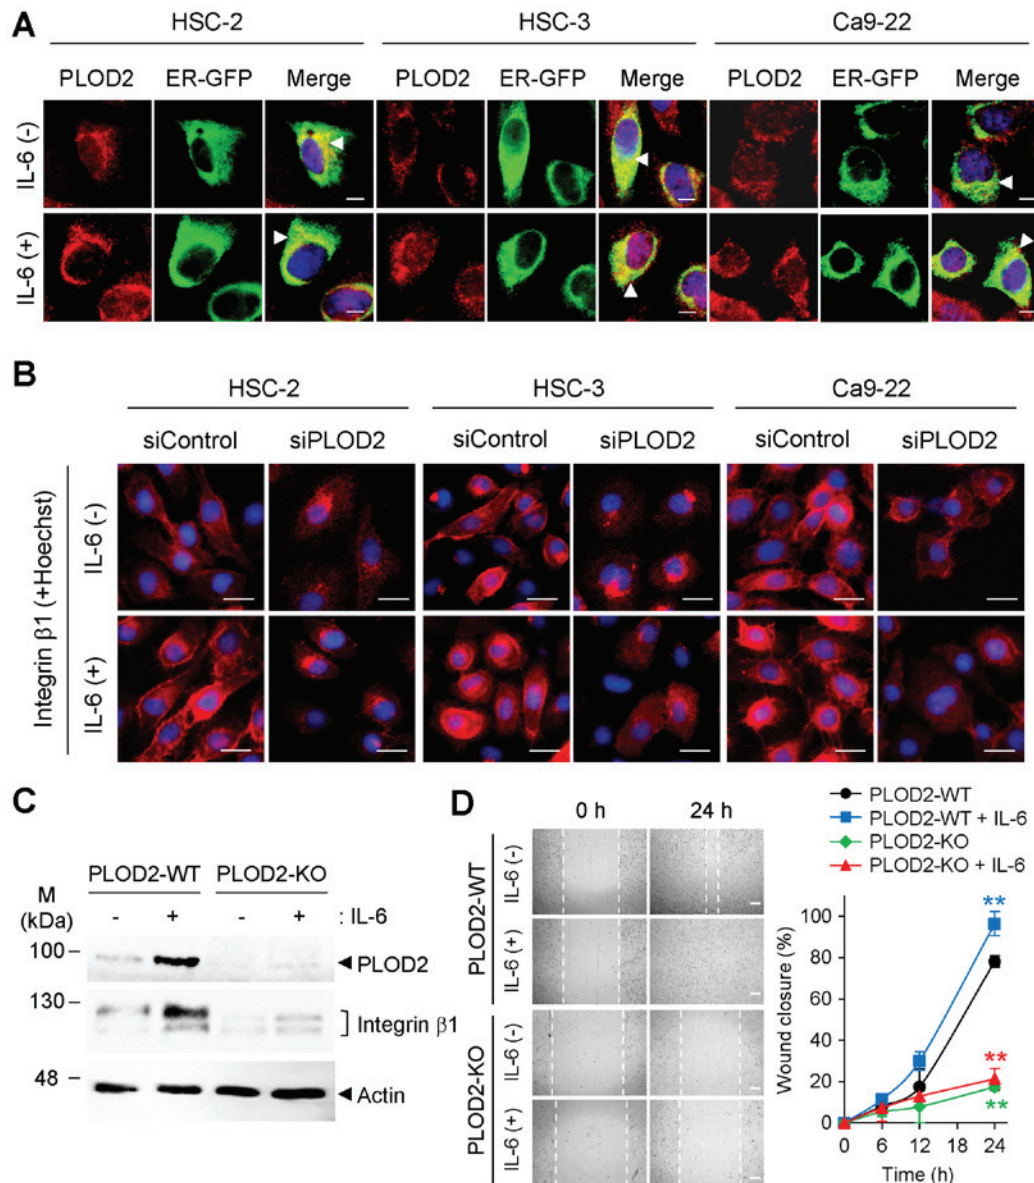 A
HSC-2 HSC-3 Ca9-22
PLOD2 ER-GFP Merge PLOD2 ER-GFP Merge PLOD2 ER-GFP Merge
IL-6 (-)
IL-6 (+)
B
HSC-2 HSC-3 Ca9-22
siControl siPLOD2 siControl siPLOD2 siControl siPLOD2
Integrin β1 (+Hoechst)
IL-6 (-)
IL-6 (+)
C
PLOD2-WT PLOD2-KO
M
(kDa)
- + - + : IL-6
100 PLOD2
130 Integrin β1
48 Actin
D
0 h 24 h
PLOD2-WT
IL-6 (-)
IL-6 (+)
PLOD2-KO
IL-6 (-)
IL-6 (+)
PLOD2-WT
PLOD2-WT + IL-6
PLOD2-KO
PLOD2-KO + IL-6
Wound closure (%)
100
80
60
40
20
0
**
**
**
0 6 12 18 24
Time (h)